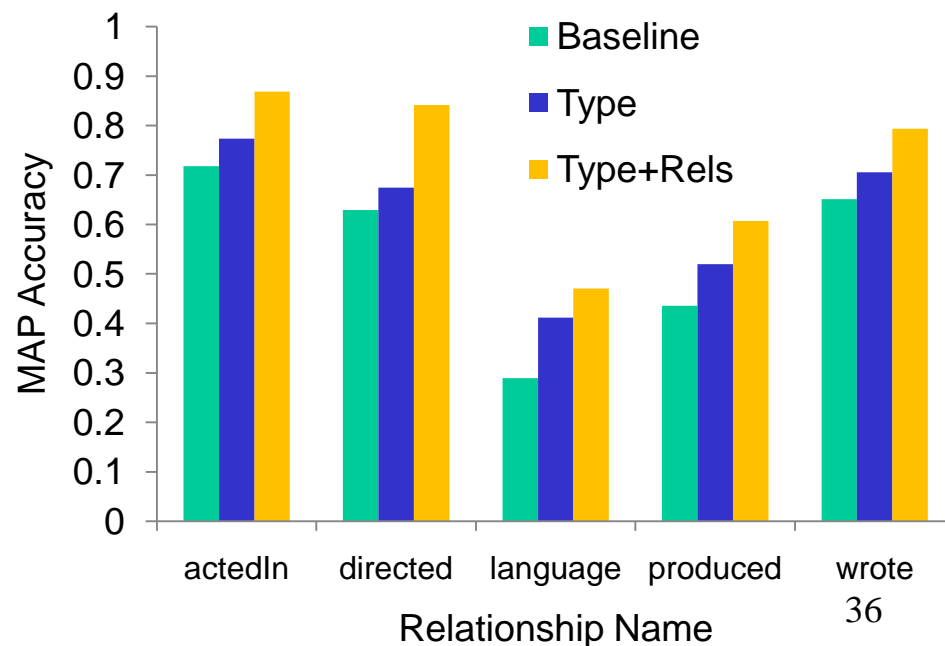 1
0.9
0.8
0.7
0.6
0.5
0.4
0.3
0.2
0.1
0
MAP Accuracy
Baseline
Type
Type+Rels
actedIn directed language produced wrote
36
Relationship Name